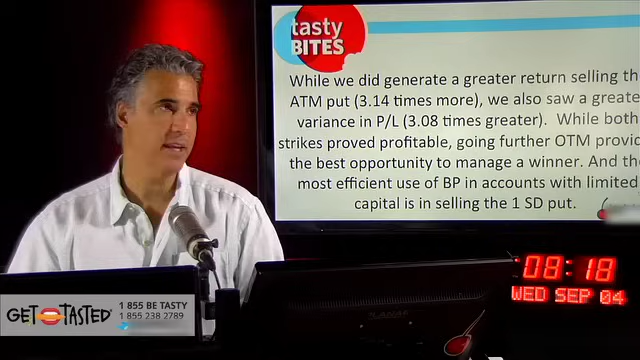 tasty
BITES
While we did generate a greater return selling th
ATM put (3.14 times more), we also saw a greate
variance in P/L (3.08 times greater). While both
strikes proved profitable, going further OTM provid
the best opportunity to manage a winner. And the
most efficient use of BP in accounts with limited
capital is in selling the 1 SD put.
08:18
WED SEP 04
GET TASTED
1 855 BE TASTY
1 855 238 2789